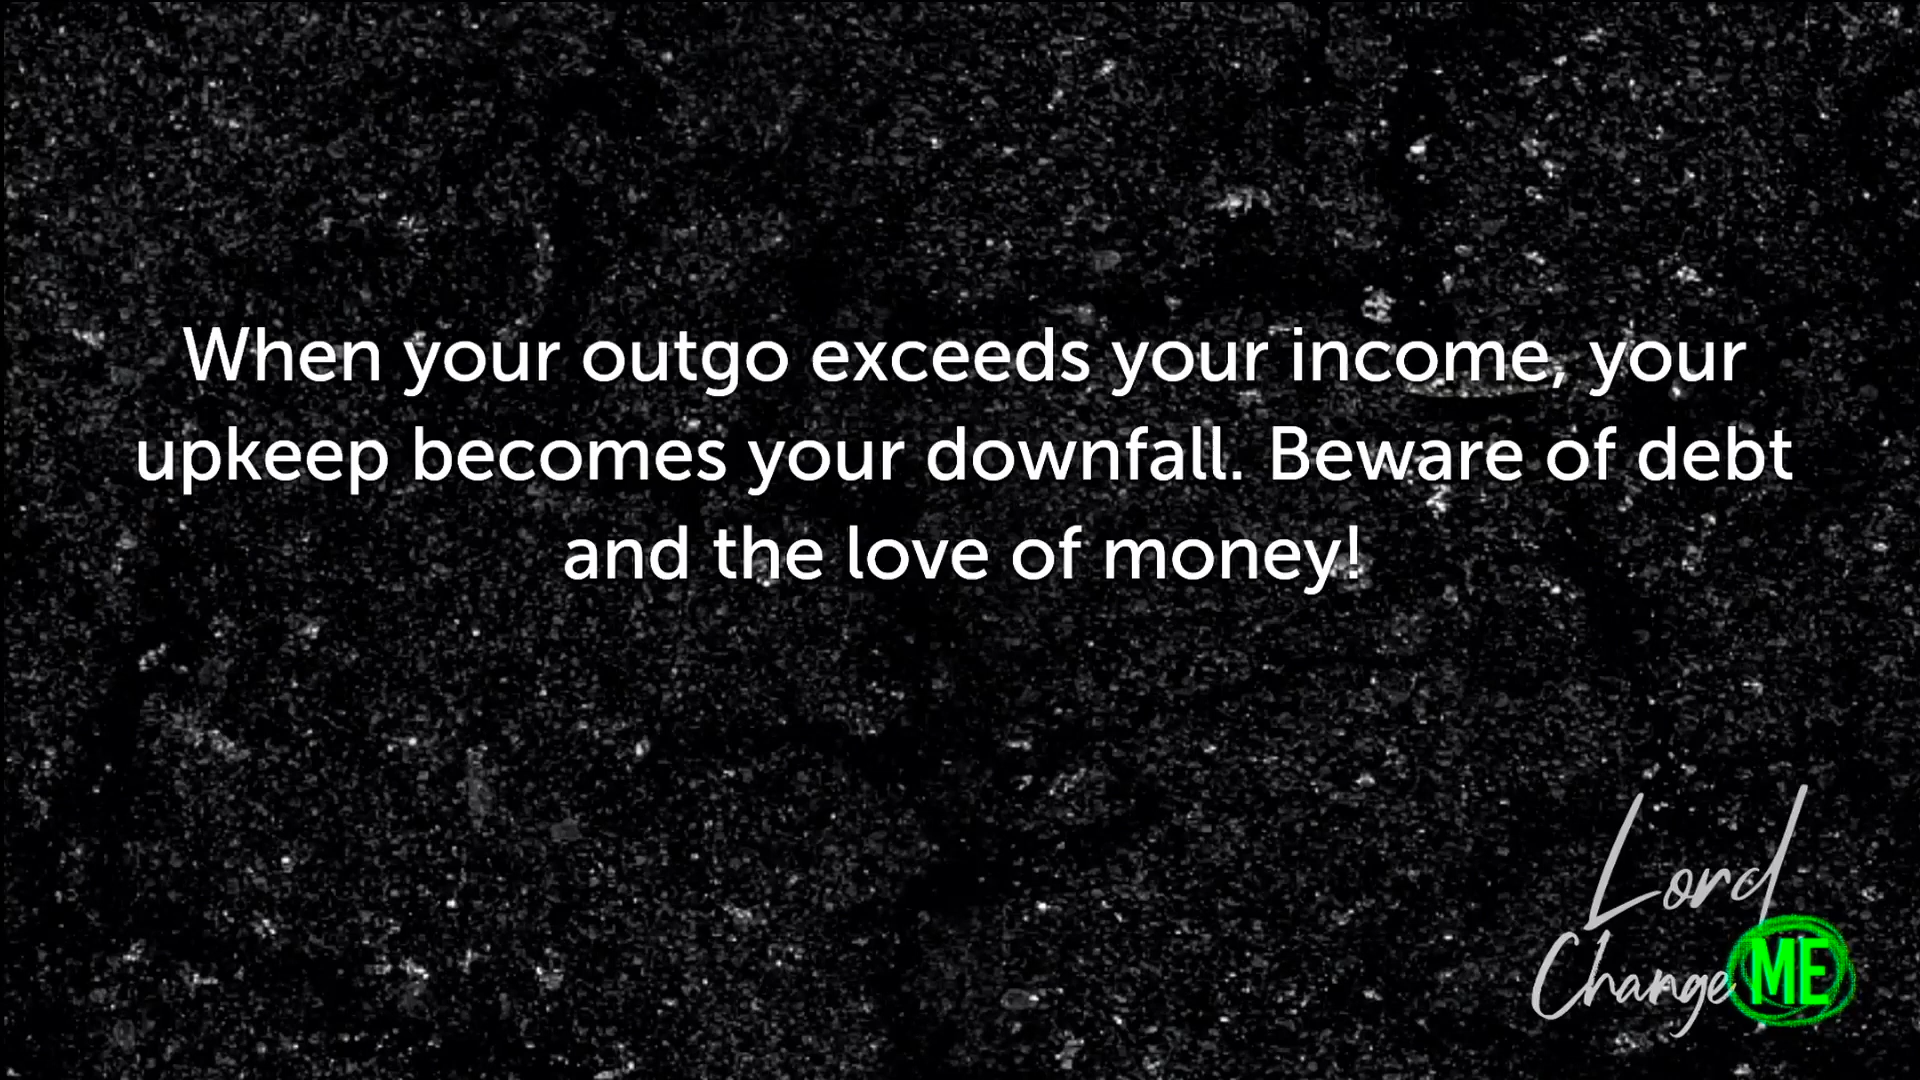 When your outgo exceeds your income, your
upkeep becomes your downfall. Beware of debt
and the love of money!
Lord
Change ME